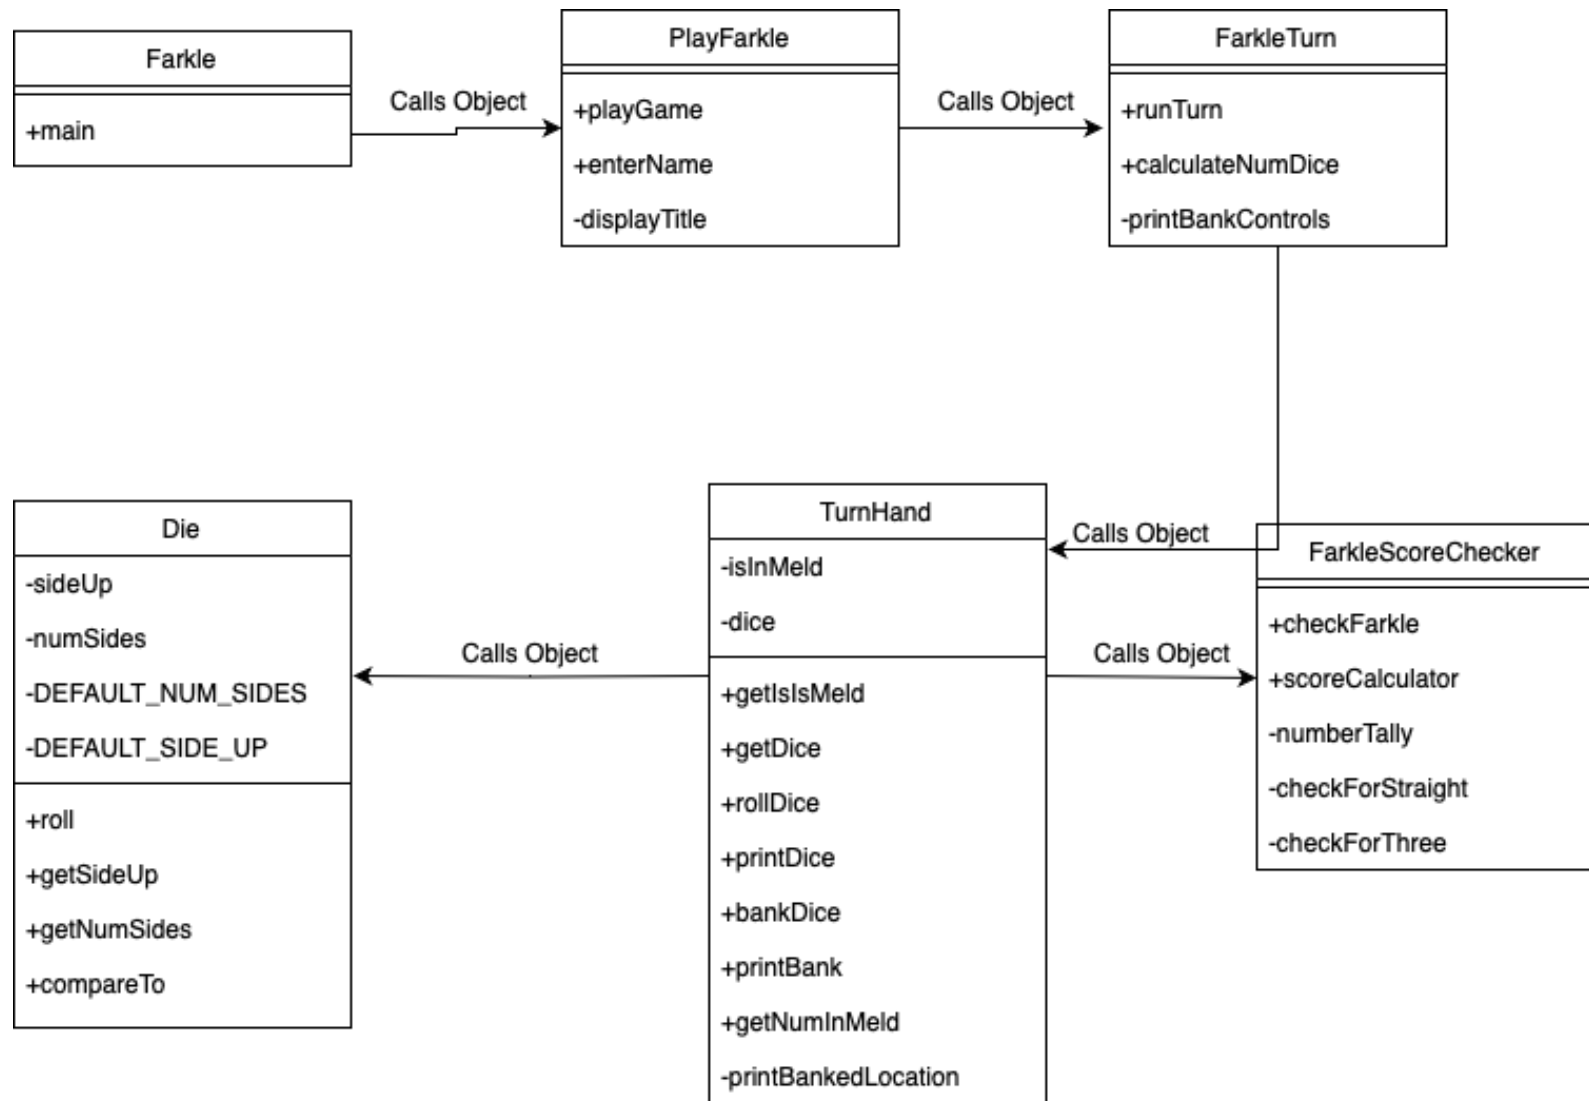 Farkle
+main
Calls Object
PlayFarkle
+playGame
+enterName
-displayTitle
Calls Object
FarkleTurn
+runTurn
+calculateNumDice
-printBankControls
Die
-sideUp
-numSides
-DEFAULT_NUM_SIDES
-DEFAULT_SIDE_UP
+roll
+getSideUp
+getNumSides
+compareTo
Calls Object
TurnHand
-isInMeld
-dice
+getIsIsMeld
+getDice
+rollDice
+printDice
+bankDice
+printBank
+getNumInMeld
-printBankedLocation
Calls Object
Calls Object
FarkleScoreChecker
+checkFarkle
+scoreCalculator
-numberTally
-checkForStraight
-checkForThree